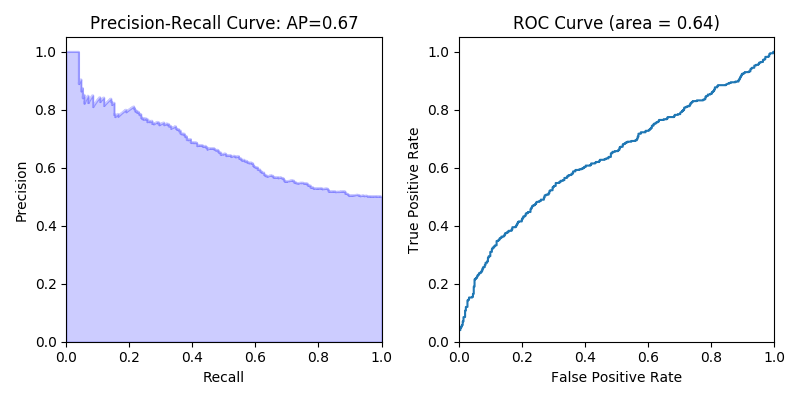 Precision-Recall Curve: AP=0.67
1.0
0.8
0.6
0.4
0.2
0.0
Precision
0.0 0.2 0.4 0.6 0.8 1.0
Recall
ROC Curve (area = 0.64)
1.0
0.8
0.6
0.4
0.2
0.0
True Positive Rate
0.0 0.2 0.4 0.6 0.8 1.0
False Positive Rate